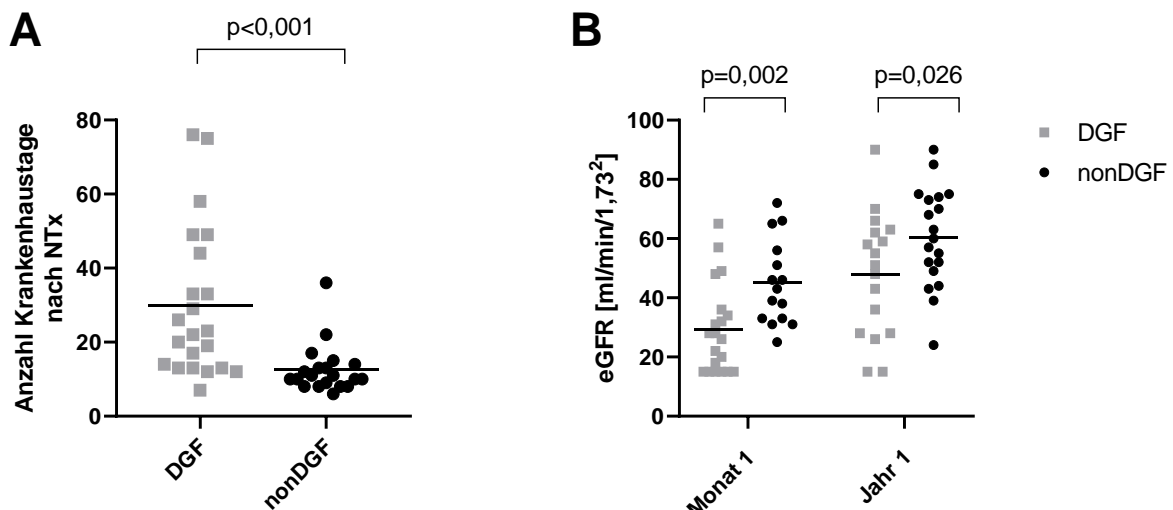 A
p<0,001
Anzahl Krankenhaustage
nach NTx
80
60
40
20
0
DGF
nonDGF
B
p=0,002
p=0,026
eGFR [ml/min/1,73²]
100
80
60
40
20
0
Monat 1
Jahr 1
DGF
nonDGF